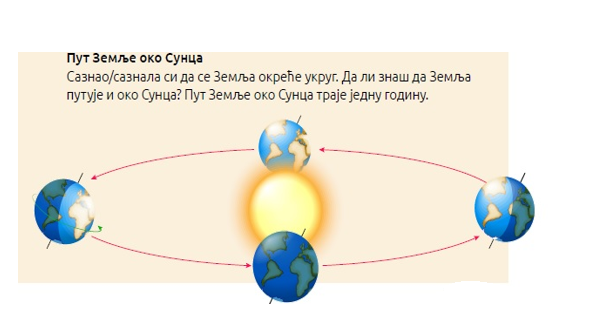 Пут Земље око Сунца
Сазнао/сазнала си да се Земља окреће укруг. Да ли знаш да Земља
путује и око Сунца? Пут Земље око Сунца траје једну годину.